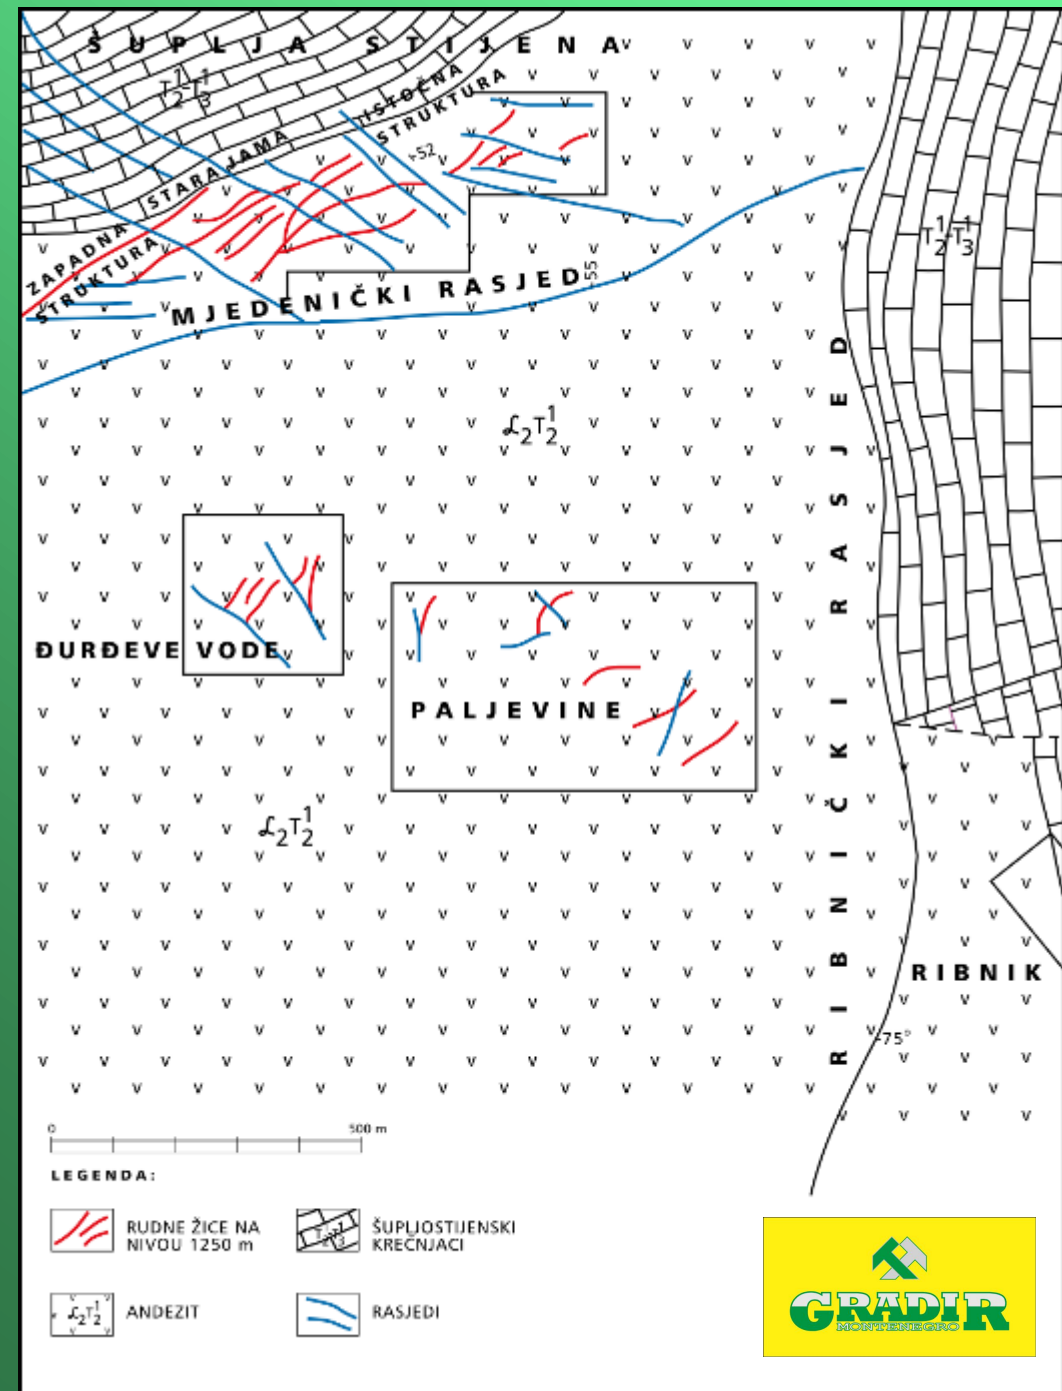 ŠUPLJA STIJENA
T₂¹-T₃¹
ISTOČNA
STRUKTURA
STARA JAMA
52
ZAPADNA
STRUKTURA
MJEDENIČKI RASJED
55
T₂¹-T₃¹
ℒ₂T₂¹
RIBNIČKI RASJED
ĐURĐEVE VODE
PALJEVINE
ℒ₂T₂¹
RIBNIK
75°
0 500 m
LEGENDA:
RUDNE ŽICE NA
NIVOU 1250 m
ŠUPLJOSTIJENSKI
KREČNJACI
ℒ₂T₂¹
ANDEZIT
RASJEDI
GRADIR
MONTENEGRO